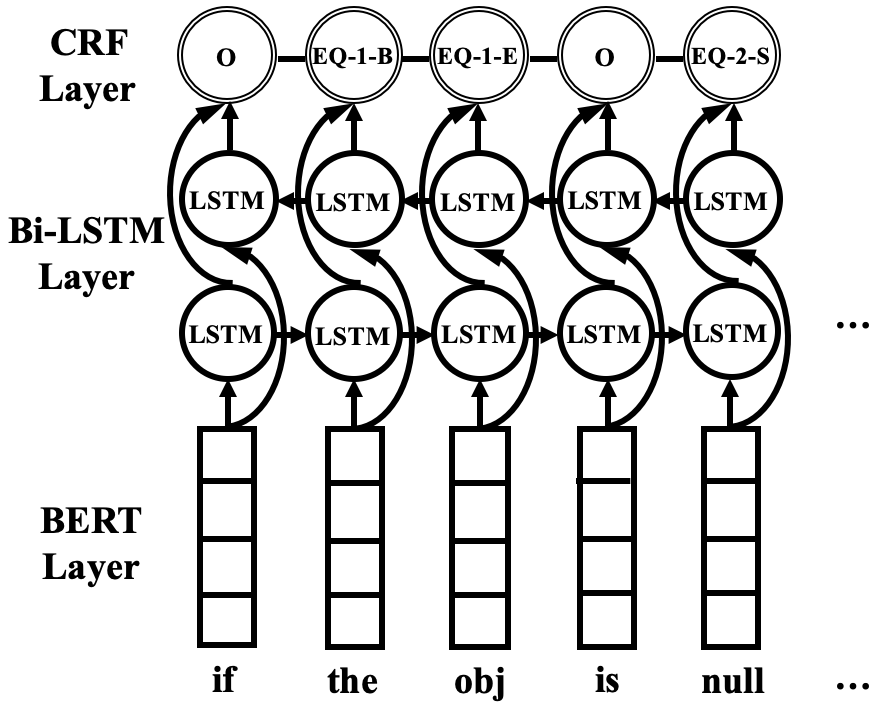 CRF
Layer
O EQ-1-B EQ-1-E O EQ-2-S
LSTM LSTM LSTM LSTM LSTM
Bi-LSTM
Layer
LSTM LSTM LSTM LSTM LSTM ...
BERT
Layer
if the obj is null ...